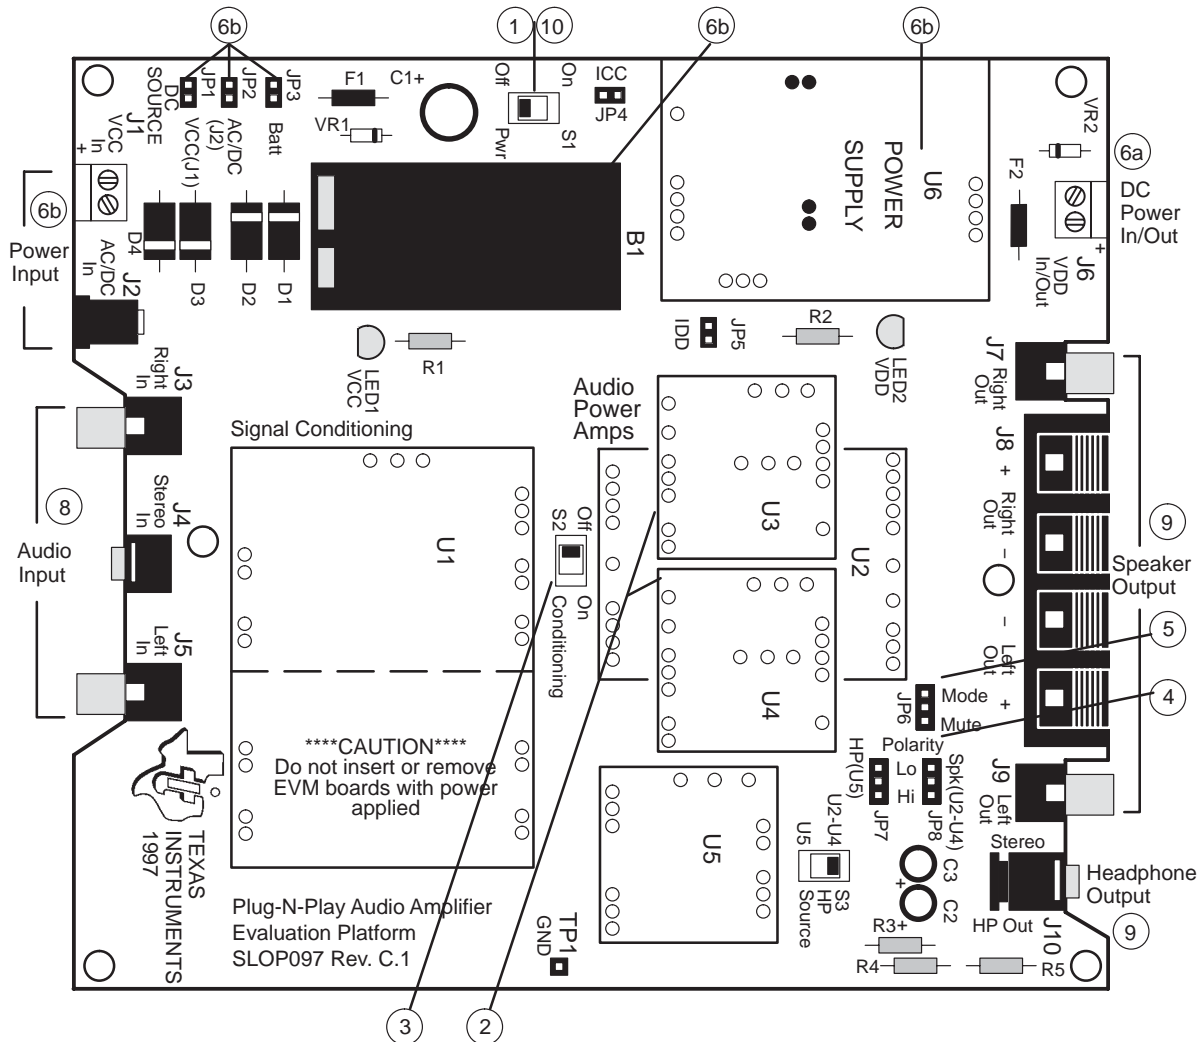 6b
1
10
6b
6b
JP1
JP2
JP3
DC
SOURCE
VCC(J1)
AC/DC
(J2)
Batt
F1
C1+
VR1
Off
On
Pwr
S1
ICC
JP4
U6
POWER
SUPPLY
VR2
F2
6a
DC
Power
In/Out
+
J6
VDD
In/Out
J1
VCC
In
+
6b
Power
Input
D4
D3
D2
D1
B1
AC/DC
In
J2
R1
LED1
VCC
IDD
JP5
R2
LED2
VDD
J3
Right
In
J7
Right
Out
Audio
Power
Amps
Signal Conditioning
8
Audio
Input
J4
Stereo
In
U1
S2
Off
On
Conditioning
U3
U2
J8
+
Right
Out
−
−
Left
Out
+
9
Speaker
Output
5
4
J5
Left
In
U4
JP6
Mode
Mute
Polarity
****CAUTION****
Do not insert or remove
EVM boards with power
applied
HP(U5)
Lo
Hi
JP7
Spk(U2-U4)
JP8
J9
Left
Out
TEXAS
INSTRUMENTS
1997
U5
U5
U2-U4
S3
HP
Source
C3
+
C2
Stereo
HP Out
J10
Headphone
Output
9
Plug-N-Play Audio Amplifier
Evaluation Platform
SLOP097 Rev. C.1
TP1
GND
R3+
R4
R5
3
2